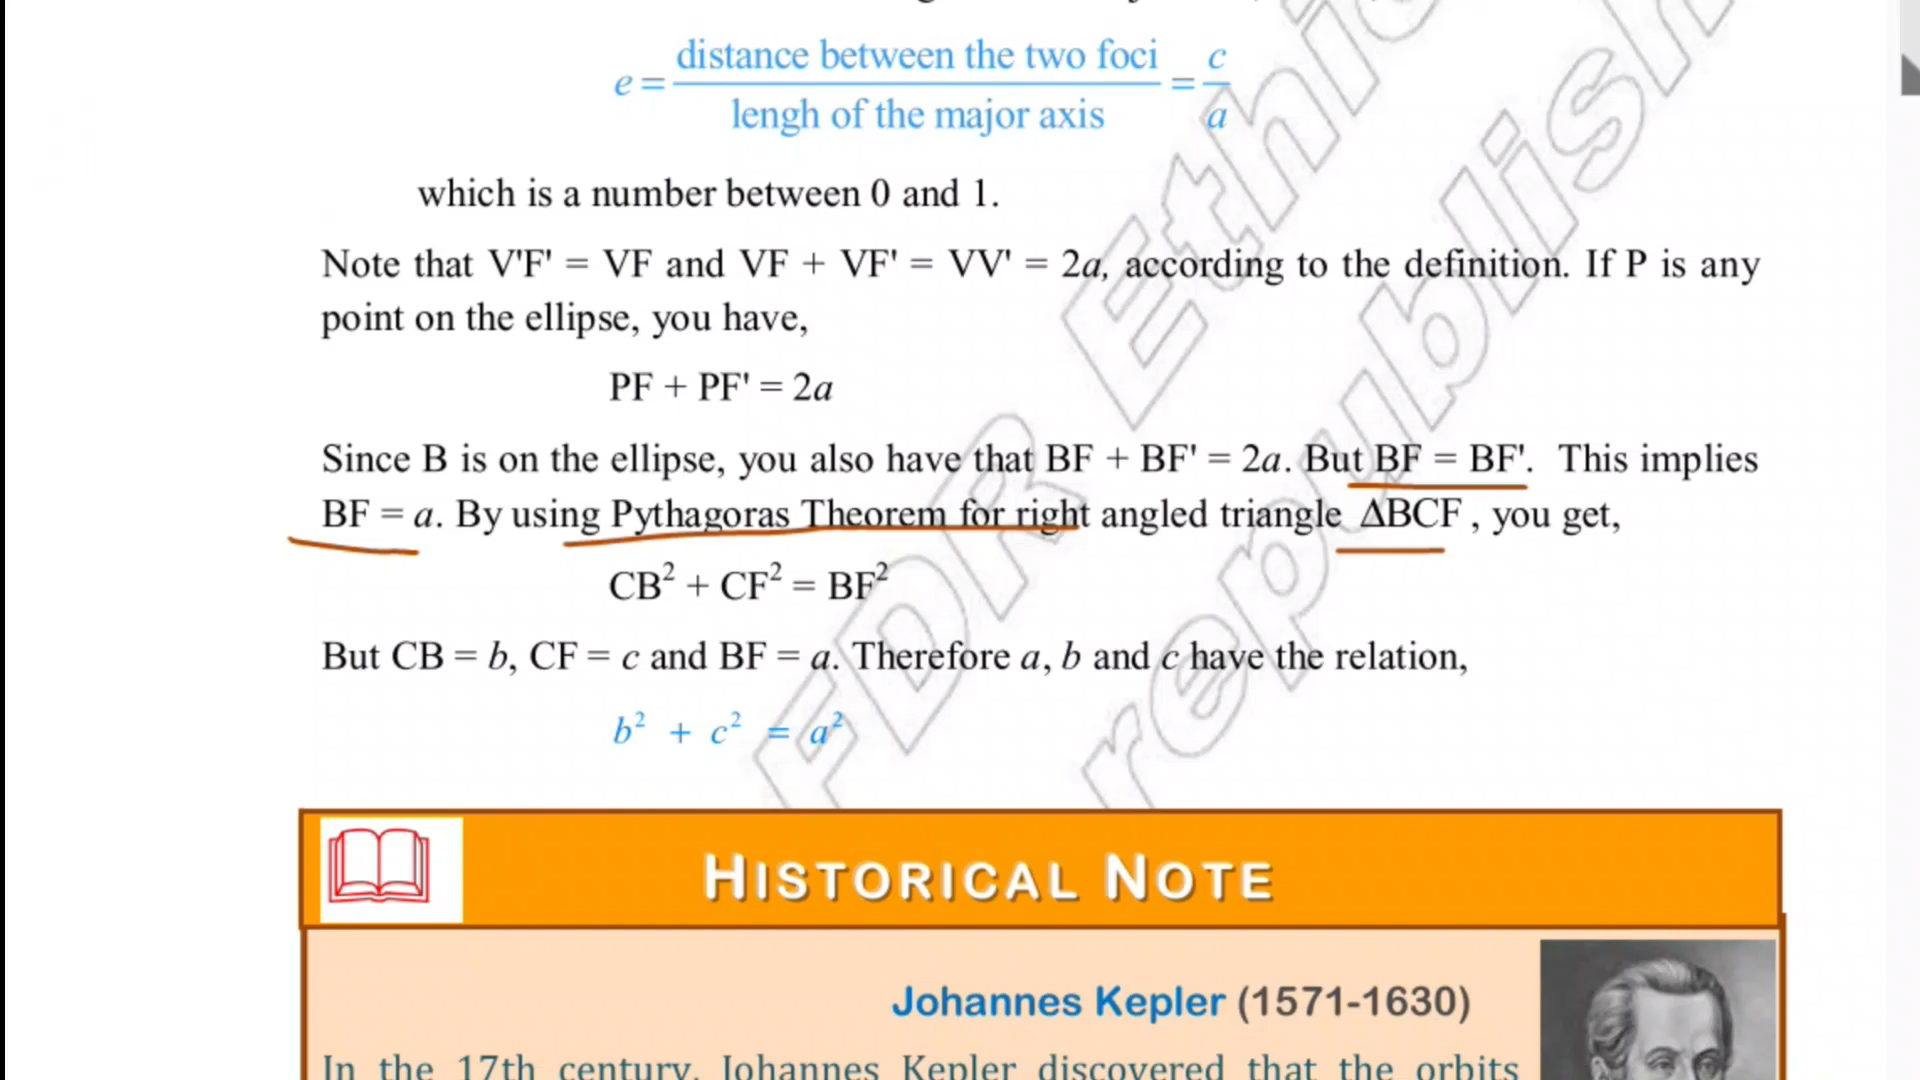 e = distance between the two foci / lengh of the major axis = c / a
which is a number between 0 and 1.
Note that V'F' = VF and VF + VF' = VV' = 2a, according to the definition. If P is any
point on the ellipse, you have,
PF + PF' = 2a
Since B is on the ellipse, you also have that BF + BF' = 2a. But BF = BF'. This implies
BF = a. By using Pythagoras Theorem for right angled triangle ΔBCF , you get,
CB² + CF² = BF²
But CB = b, CF = c and BF = a. Therefore a, b and c have the relation,
b² + c² = a²
HISTORICAL NOTE
Johannes Kepler (1571-1630)
In the 17th century, Johannes Kepler discovered that the orbits
FDR Ethio
republish